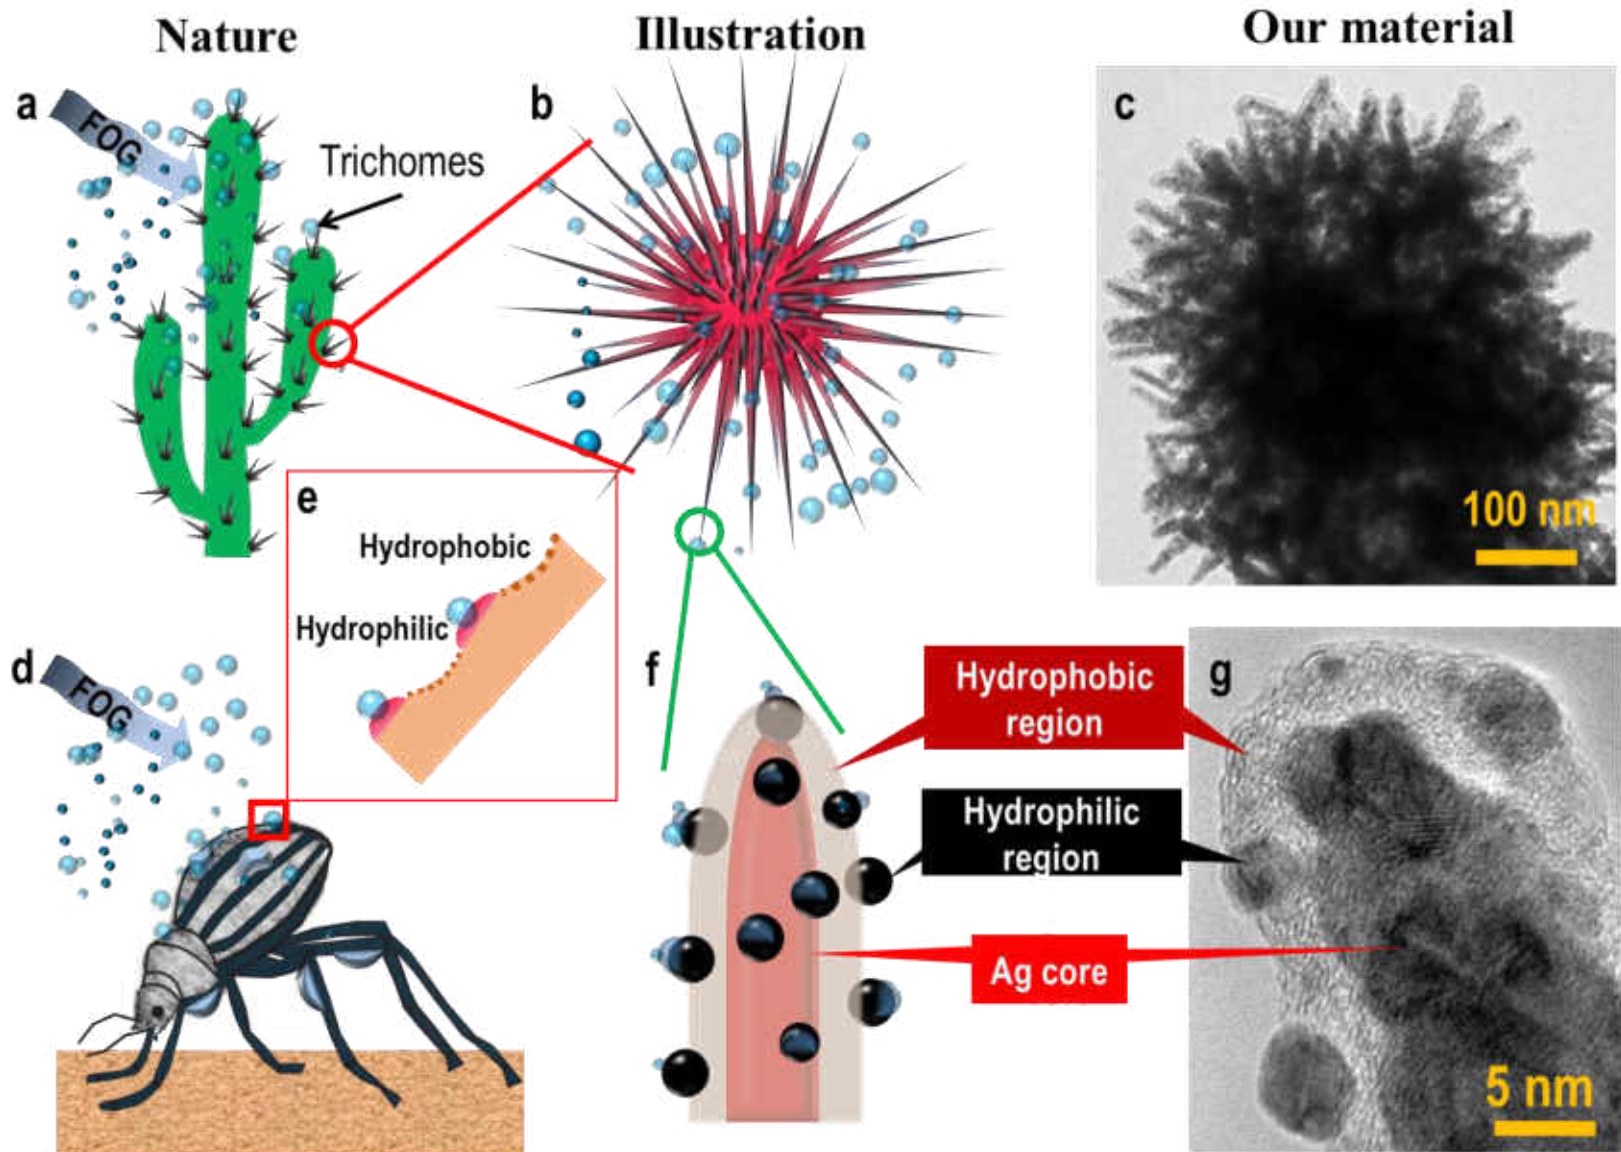 Nature
Illustration
Our material
a
FOG
Trichomes
b
c
100 nm
e
Hydrophobic
Hydrophilic
d
FOG
f
Hydrophobic
region
Hydrophilic
region
Ag core
g
5 nm